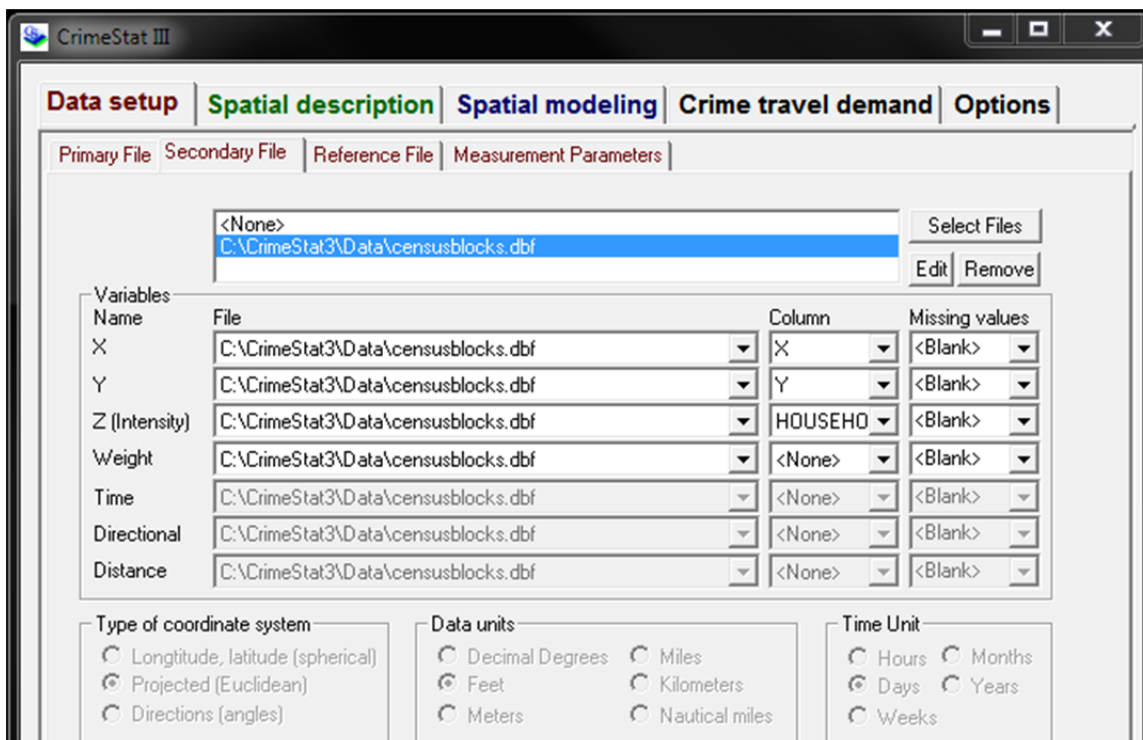 CrimeStat III
Data setup Spatial description Spatial modeling Crime travel demand Options
Primary File Secondary File Reference File Measurement Parameters
<None>
C:\CrimeStat3\Data\censusblocks.dbf
Select Files
Edit Remove
Variables
Name File Column Missing values
X C:\CrimeStat3\Data\censusblocks.dbf X <Blank>
Y C:\CrimeStat3\Data\censusblocks.dbf Y <Blank>
Z (Intensity) C:\CrimeStat3\Data\censusblocks.dbf HOUSEHO <Blank>
Weight C:\CrimeStat3\Data\censusblocks.dbf <None> <Blank>
Time C:\CrimeStat3\Data\censusblocks.dbf <None> <Blank>
Directional C:\CrimeStat3\Data\censusblocks.dbf <None> <Blank>
Distance C:\CrimeStat3\Data\censusblocks.dbf <None> <Blank>
Type of coordinate system
Longtitude, latitude (spherical)
Projected (Euclidean)
Directions (angles)
Data units
Decimal Degrees Miles
Feet Kilometers
Meters Nautical miles
Time Unit
Hours Months
Days Years
Weeks